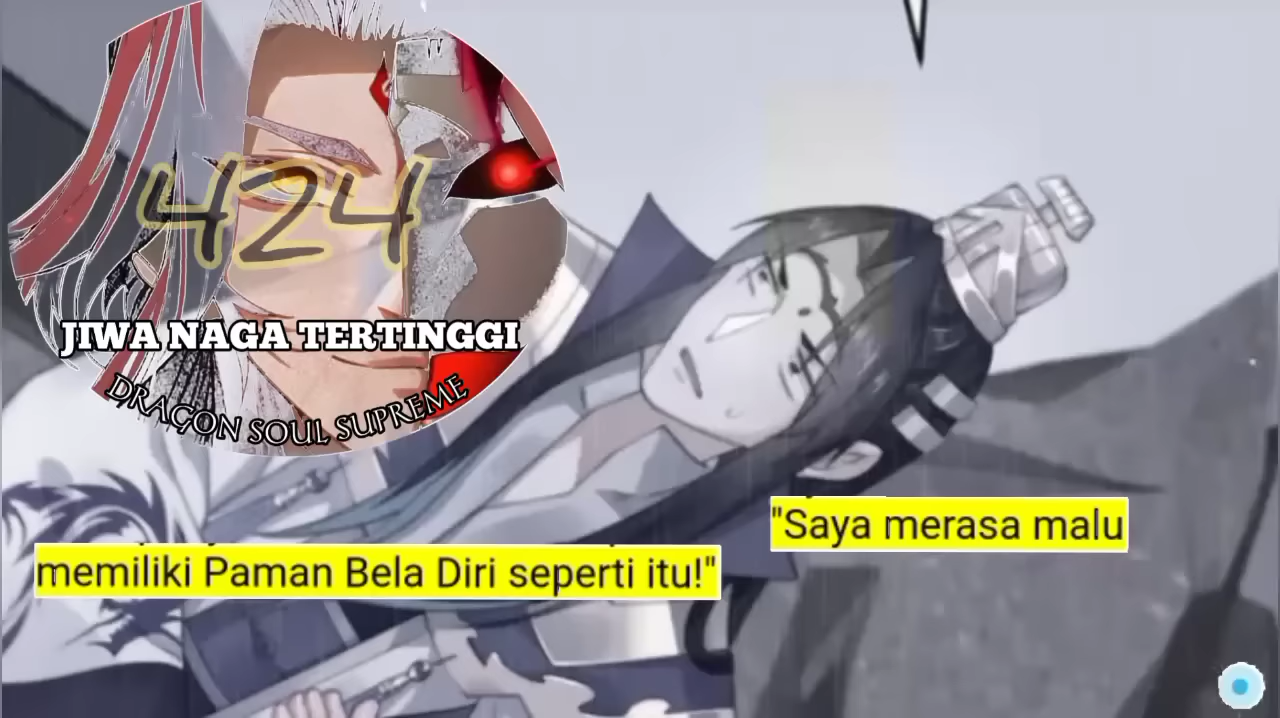 424
JIWA NAGA TERTINGGI
DRAGON SOUL SUPREME
"Saya merasa malu
memiliki Paman Bela Diri seperti itu!"